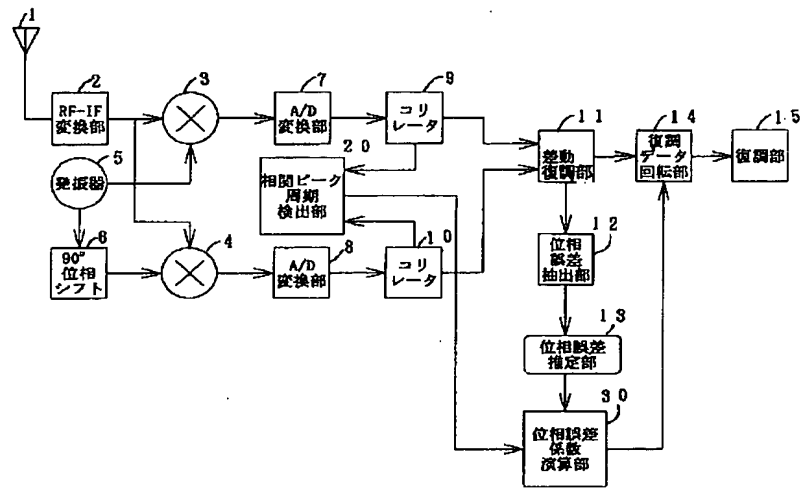 1
2
RF-IF
変換部
3
7
A/D
変換部
9
コリ
レータ
11
差動
復調部
14
復調
データ
回転部
15
復調部
5
発振器
20
相関ピーク
周期
検出部
6
90°
位相
シフト
4
8
A/D
変換部
10
コリ
レータ
12
位相
誤差
抽出部
13
位相誤差
推定部
30
位相誤差
係数
演算部